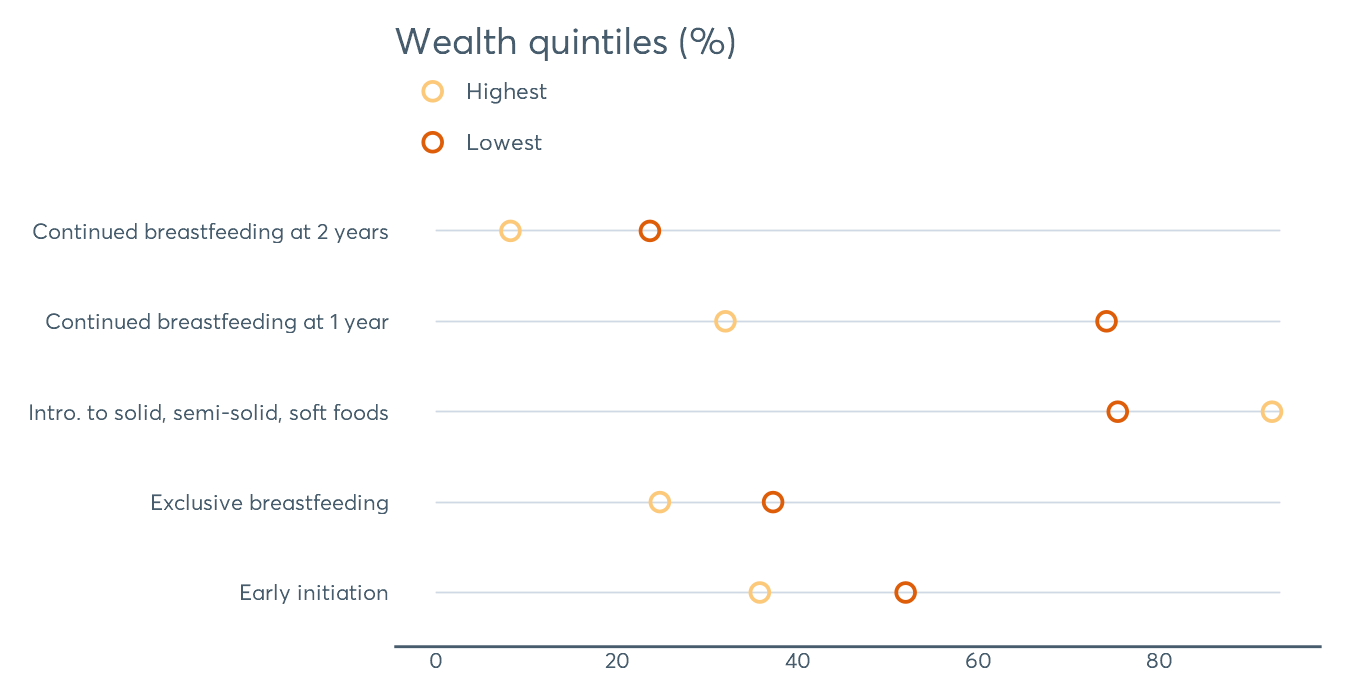 Wealth quintiles (%)
Highest
Lowest
Continued breastfeeding at 2 years
Continued breastfeeding at 1 year
Intro. to solid, semi-solid, soft foods
Exclusive breastfeeding
Early initiation
0 20 40 60 80